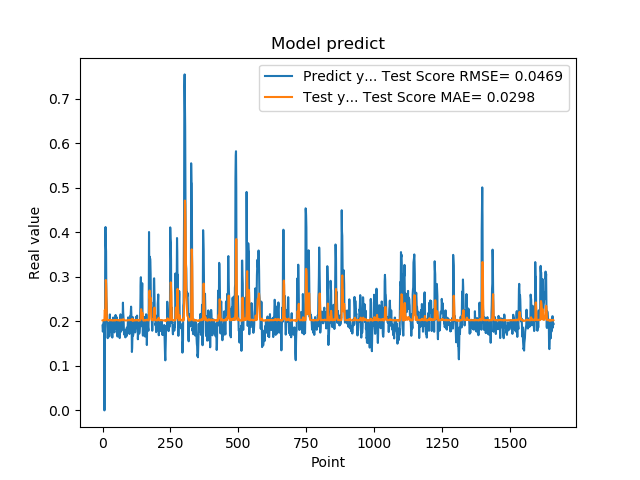 Model predict
Predict y... Test Score RMSE= 0.0469
Test y... Test Score MAE= 0.0298
Real value
0.7
0.6
0.5
0.4
0.3
0.2
0.1
0.0
0 250 500 750 1000 1250 1500
Point